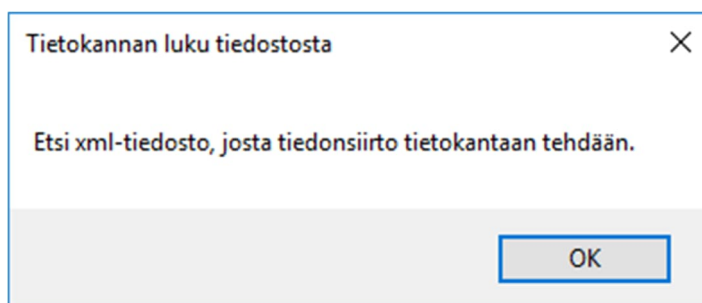 Tietokannan luku tiedostosta
Etsi xml-tiedosto, josta tiedonsiirto tietokantaan tehdään.
OK